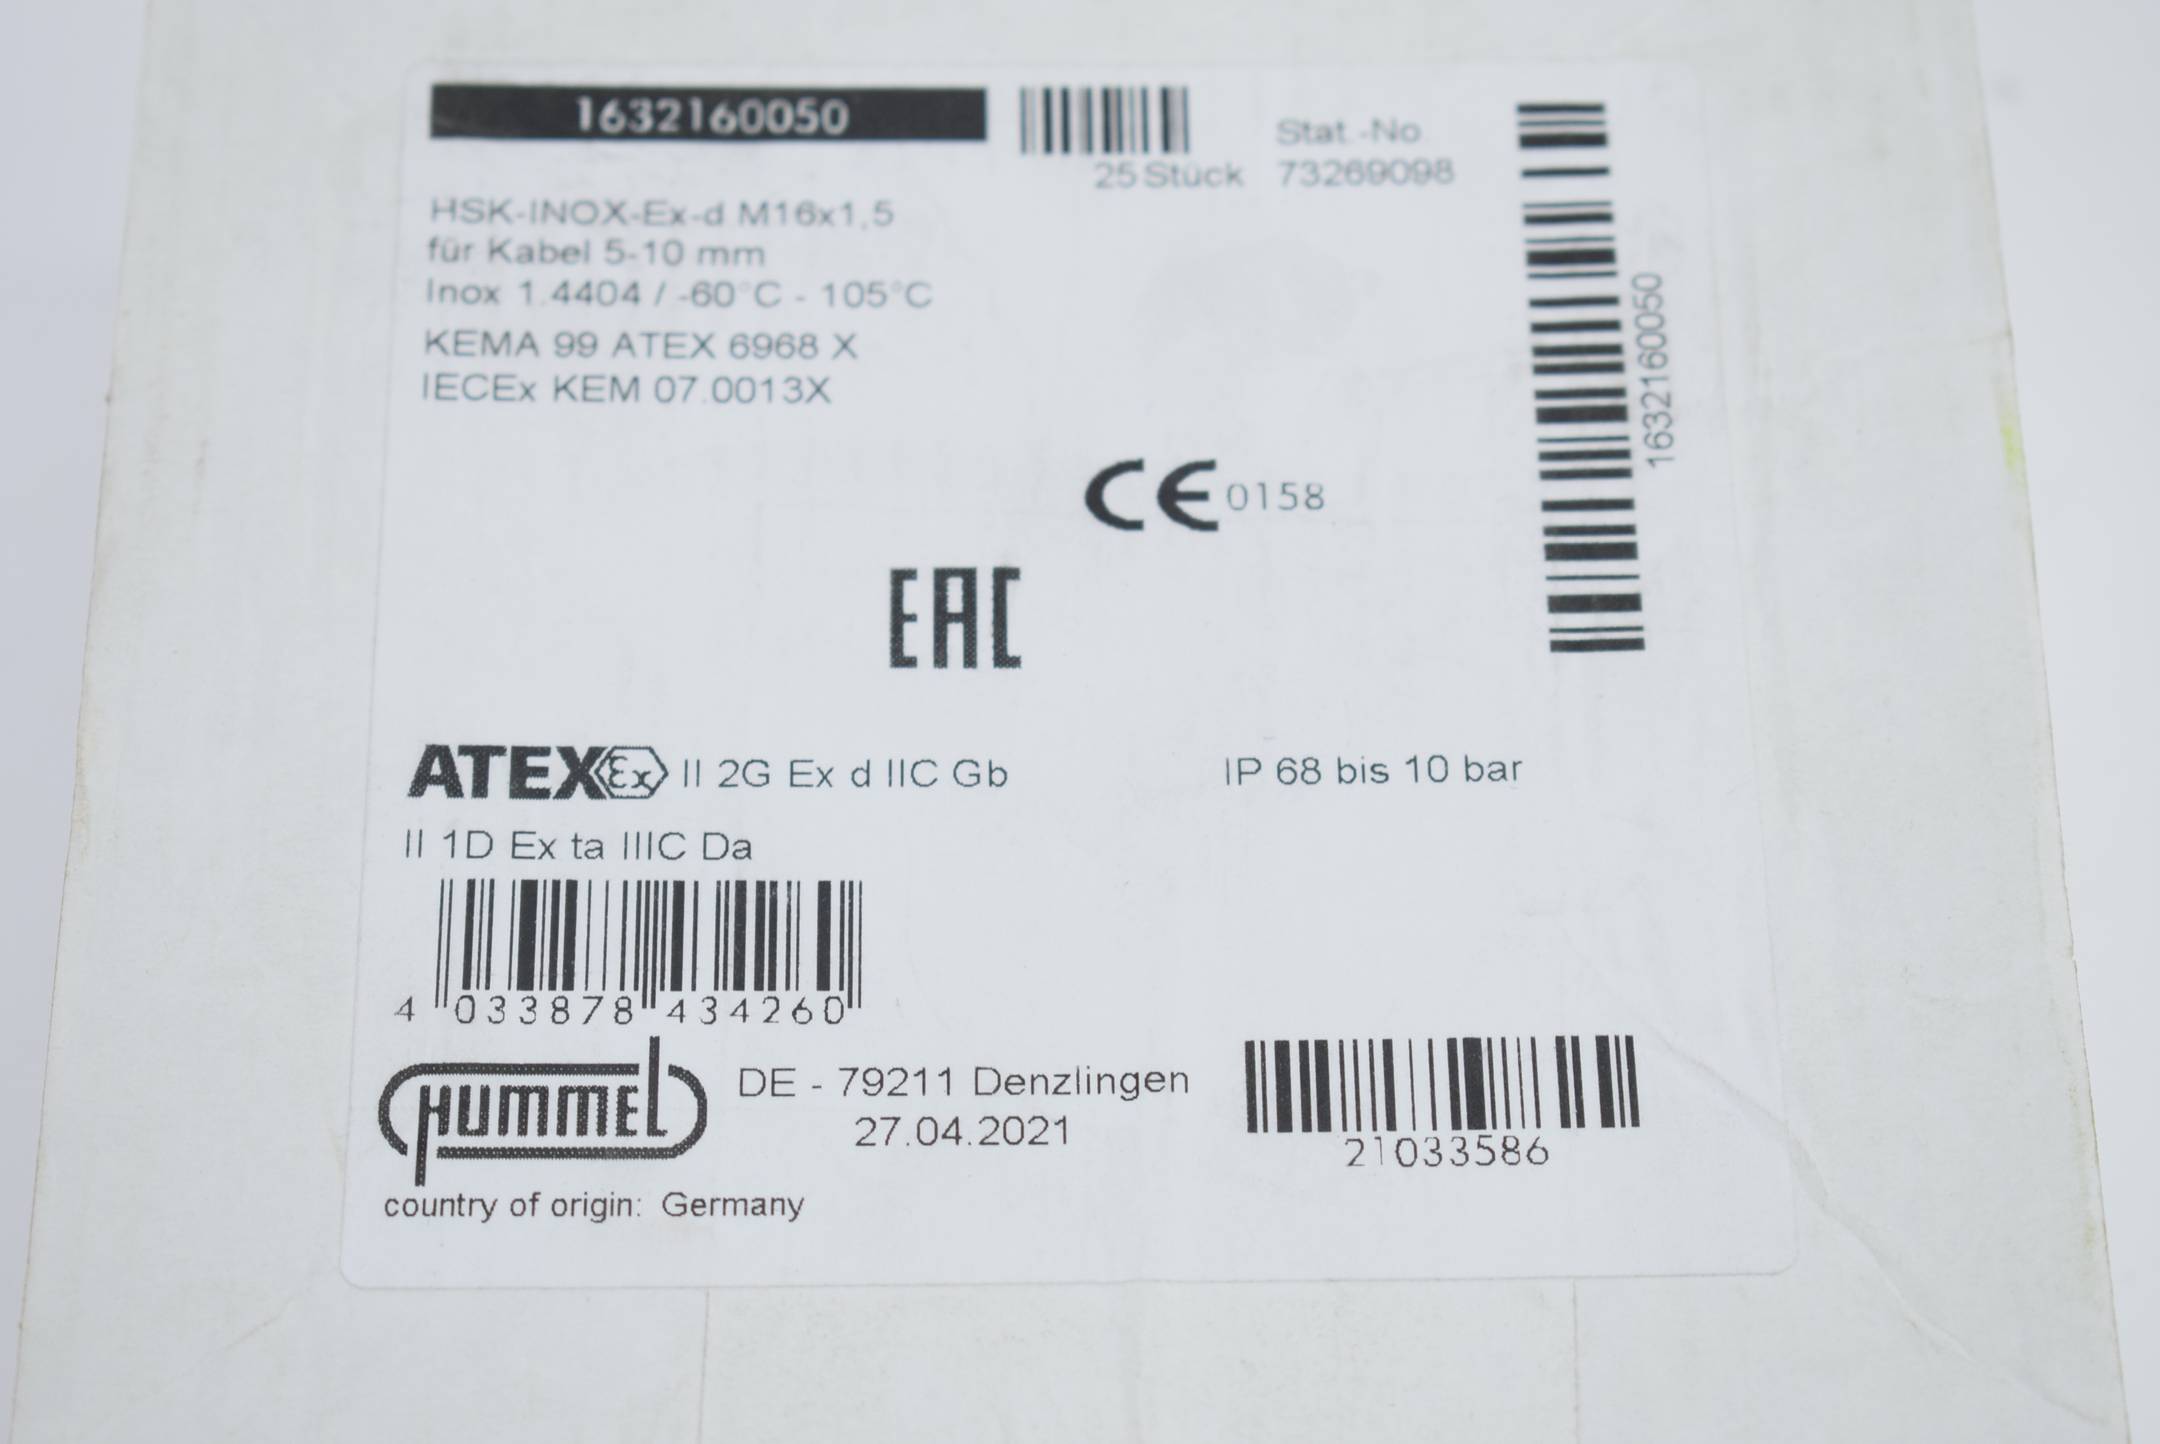 1632160050
25 Stück
Stat.-No
73269098
HSK-INOX-Ex-d M16x1,5
für Kabel 5-10 mm
Inox 1.4404 / -60°C - 105°C
KEMA 99 ATEX 6968 X
IECEx KEM 07.0013X
1632160050
CE 0158
EAC
ATEX Ex II 2G Ex d IIC Gb
IP 68 bis 10 bar
II 1D Ex ta IIIC Da
4 033878 434260
HUMMEL
DE - 79211 Denzlingen
27.04.2021
21033586
country of origin: Germany